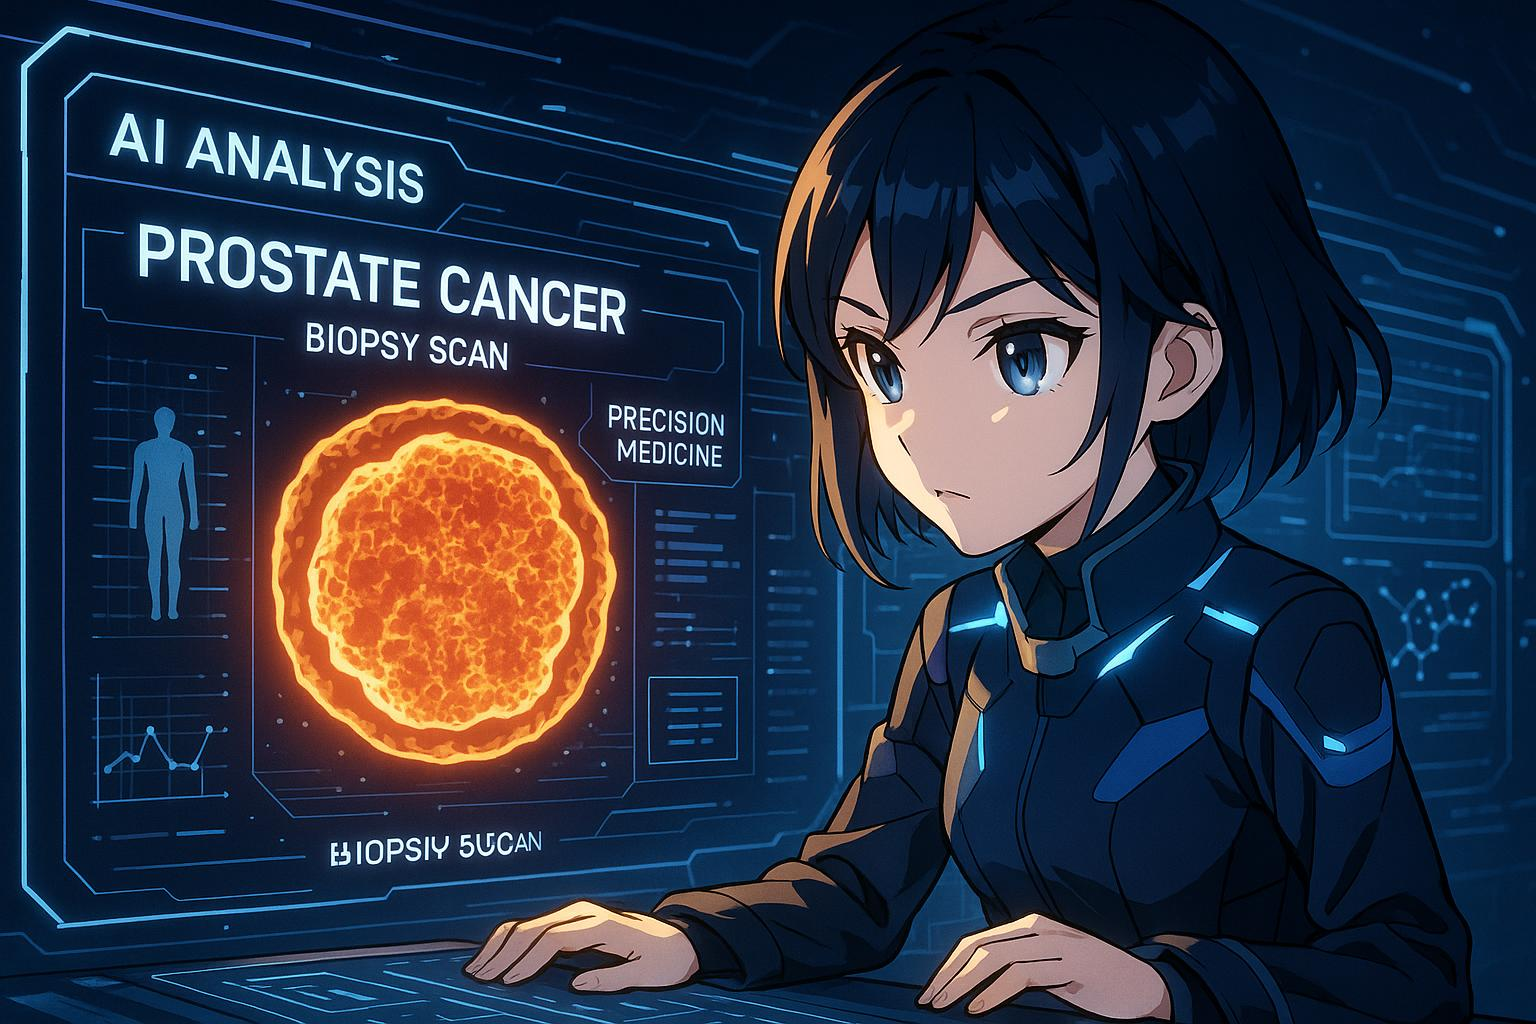 AI ANALYSIS
PROSTATE CANCER
BIOPSY SCAN
PRECISION
MEDICINE